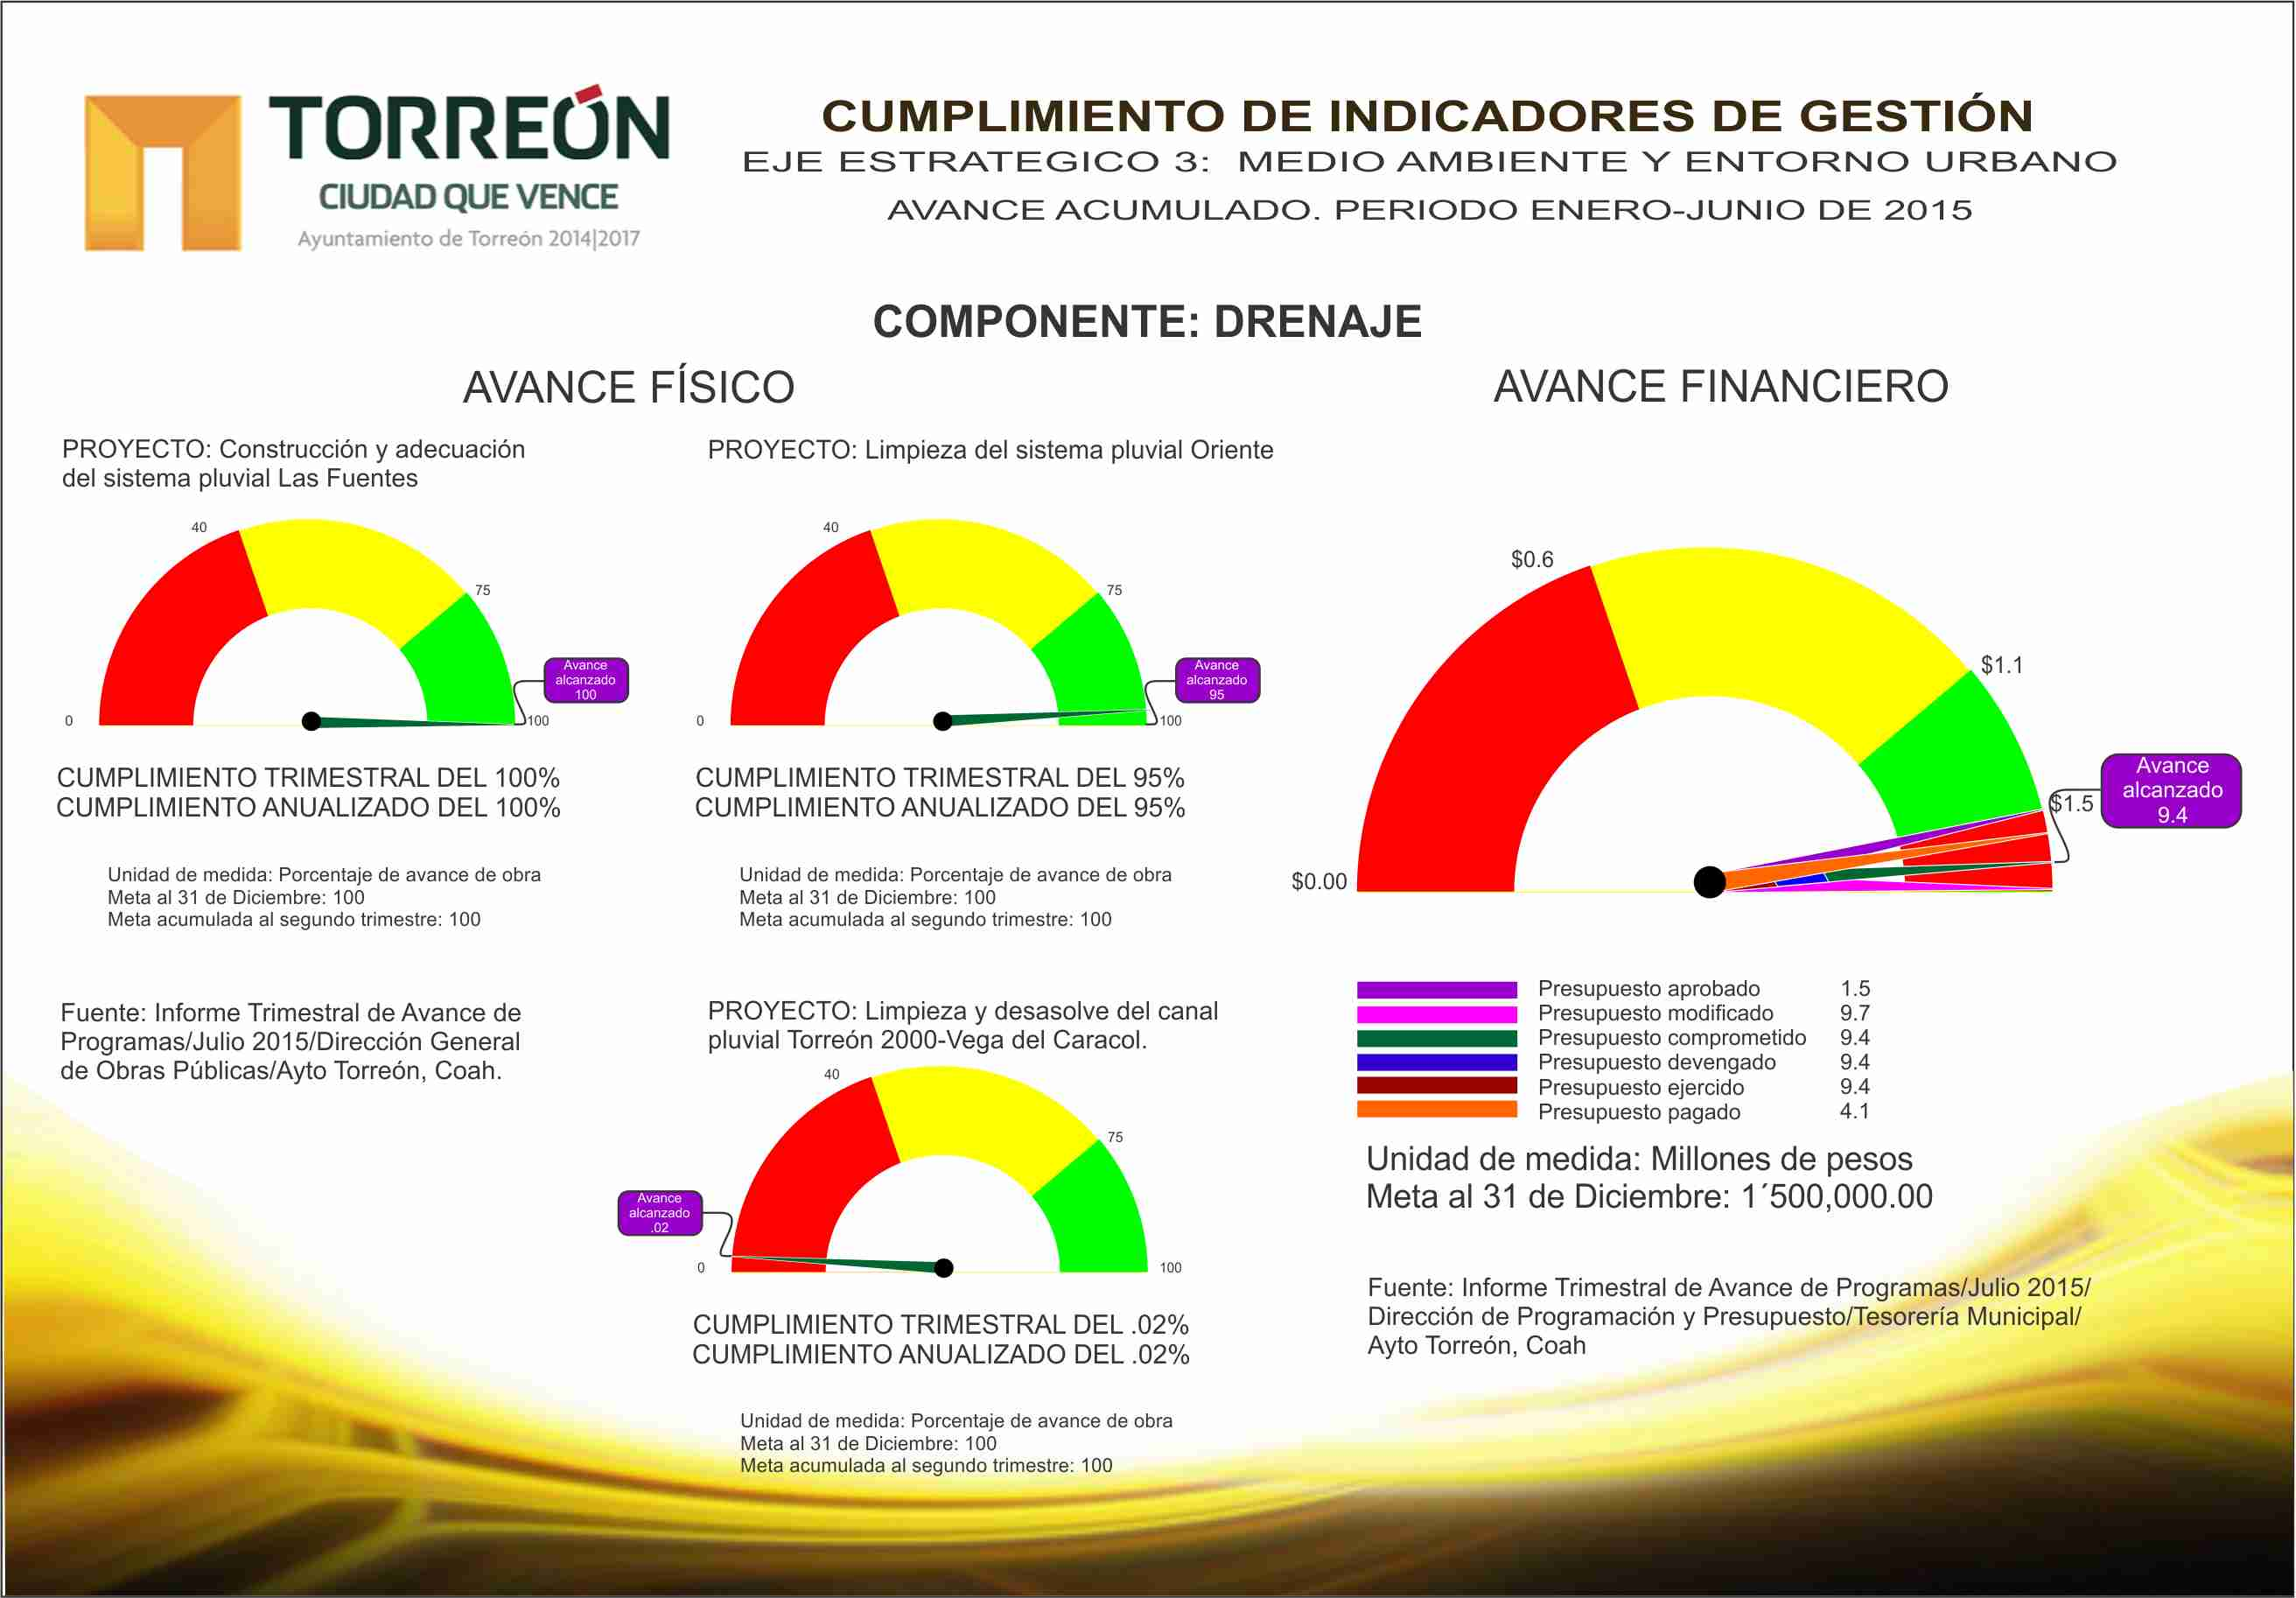 TORREÓN
CIUDAD QUE VENCE
Ayuntamiento de Torreón 2014|2017
CUMPLIMIENTO DE INDICADORES DE GESTIÓN
EJE ESTRATEGICO 3: MEDIO AMBIENTE Y ENTORNO URBANO
AVANCE ACUMULADO. PERIODO ENERO-JUNIO DE 2015
COMPONENTE: DRENAJE
AVANCE FÍSICO
PROYECTO: Construcción y adecuación
del sistema pluvial Las Fuentes
40
75
0
100
Avance
alcanzado
100
CUMPLIMIENTO TRIMESTRAL DEL 100%
CUMPLIMIENTO ANUALIZADO DEL 100%
Unidad de medida: Porcentaje de avance de obra
Meta al 31 de Diciembre: 100
Meta acumulada al segundo trimestre: 100
Fuente: Informe Trimestral de Avance de
Programas/Julio 2015/Dirección General
de Obras Públicas/Ayto Torreón, Coah.
PROYECTO: Limpieza del sistema pluvial Oriente
40
75
0
100
Avance
alcanzado
95
CUMPLIMIENTO TRIMESTRAL DEL 95%
CUMPLIMIENTO ANUALIZADO DEL 95%
Unidad de medida: Porcentaje de avance de obra
Meta al 31 de Diciembre: 100
Meta acumulada al segundo trimestre: 100
PROYECTO: Limpieza y desasolve del canal
pluvial Torreón 2000-Vega del Caracol.
40
75
Avance
alcanzado
.02
0
100
CUMPLIMIENTO TRIMESTRAL DEL .02%
CUMPLIMIENTO ANUALIZADO DEL .02%
Unidad de medida: Porcentaje de avance de obra
Meta al 31 de Diciembre: 100
Meta acumulada al segundo trimestre: 100
AVANCE FINANCIERO
$0.6
$1.1
$1.5
$0.00
Avance
alcanzado
9.4
Presupuesto aprobado 1.5
Presupuesto modificado 9.7
Presupuesto comprometido 9.4
Presupuesto devengado 9.4
Presupuesto ejercido 9.4
Presupuesto pagado 4.1
Unidad de medida: Millones de pesos
Meta al 31 de Diciembre: 1´500,000.00
Fuente: Informe Trimestral de Avance de Programas/Julio 2015/
Dirección de Programación y Presupuesto/Tesorería Municipal/
Ayto Torreón, Coah